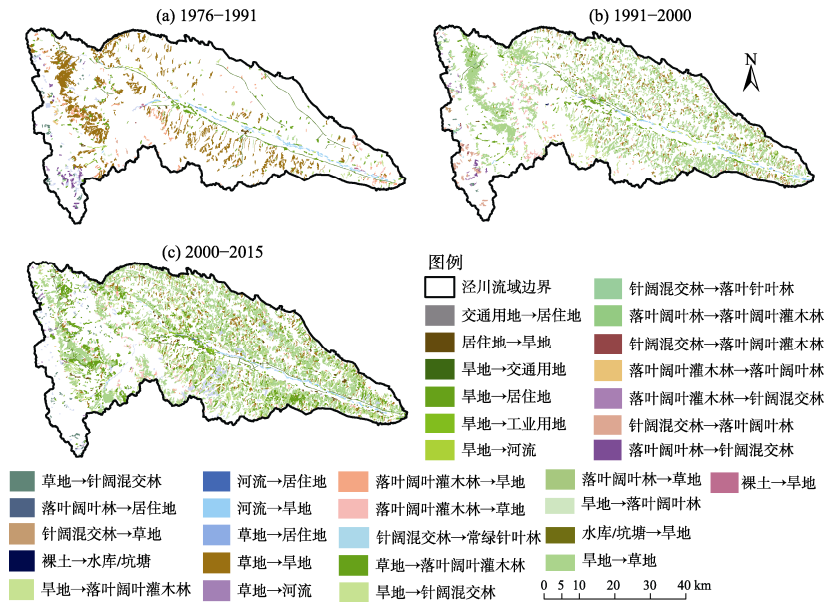 (a) 1976−1991
(b) 1991−2000
N
(c) 2000−2015
图例
泾川流域边界
交通用地→居住地
居住地→旱地
旱地→交通用地
旱地→居住地
旱地→工业用地
旱地→河流
针阔混交林→落叶针叶林
落叶阔叶林→落叶阔叶灌木林
针阔混交林→落叶阔叶灌木林
落叶阔叶灌木林→落叶阔叶林
落叶阔叶灌木林→针阔混交林
针阔混交林→落叶阔叶林
落叶阔叶林→针阔混交林
草地→针阔混交林
落叶阔叶林→居住地
针阔混交林→草地
裸土→水库/坑塘
旱地→落叶阔叶灌木林
河流→居住地
河流→旱地
草地→居住地
草地→旱地
草地→河流
落叶阔叶灌木林→旱地
落叶阔叶灌木林→草地
针阔混交林→常绿针叶林
草地→落叶阔叶灌木林
旱地→针阔混交林
落叶阔叶林→草地
旱地→落叶阔叶林
水库/坑塘→旱地
旱地→草地
裸土→旱地
0 5 10 20 30 40 km